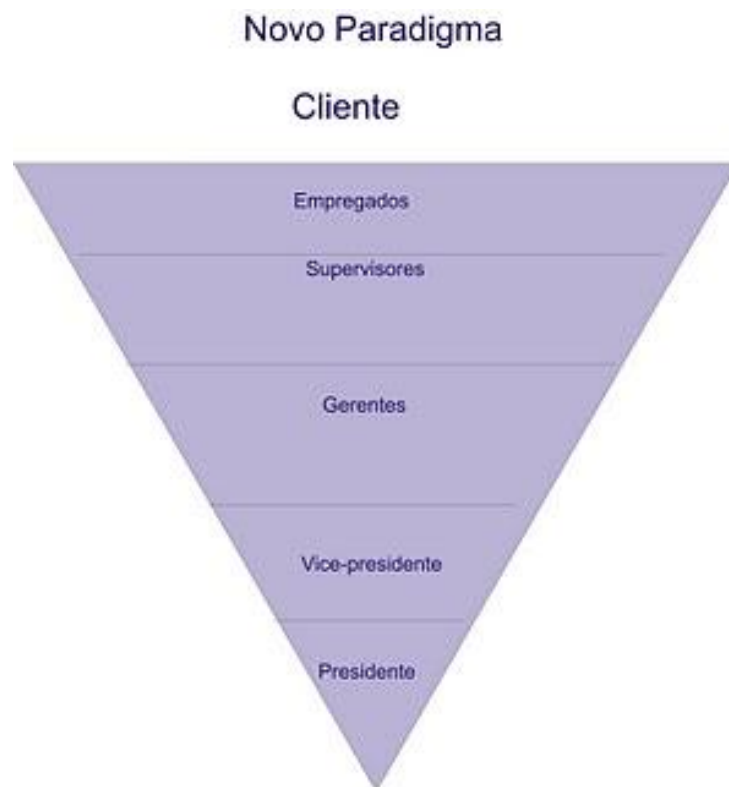 Novo Paradigma
Cliente
Empregados
Supervisores
Gerentes
Vice-presidente
Presidente